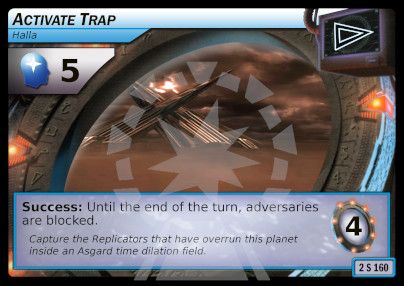 ACTIVATE TRAP
Halla
5
Success: Until the end of the turn, adversaries
are blocked.
4
Capture the Replicators that have overrun this planet
inside an Asgard time dilation field.
2 S 160